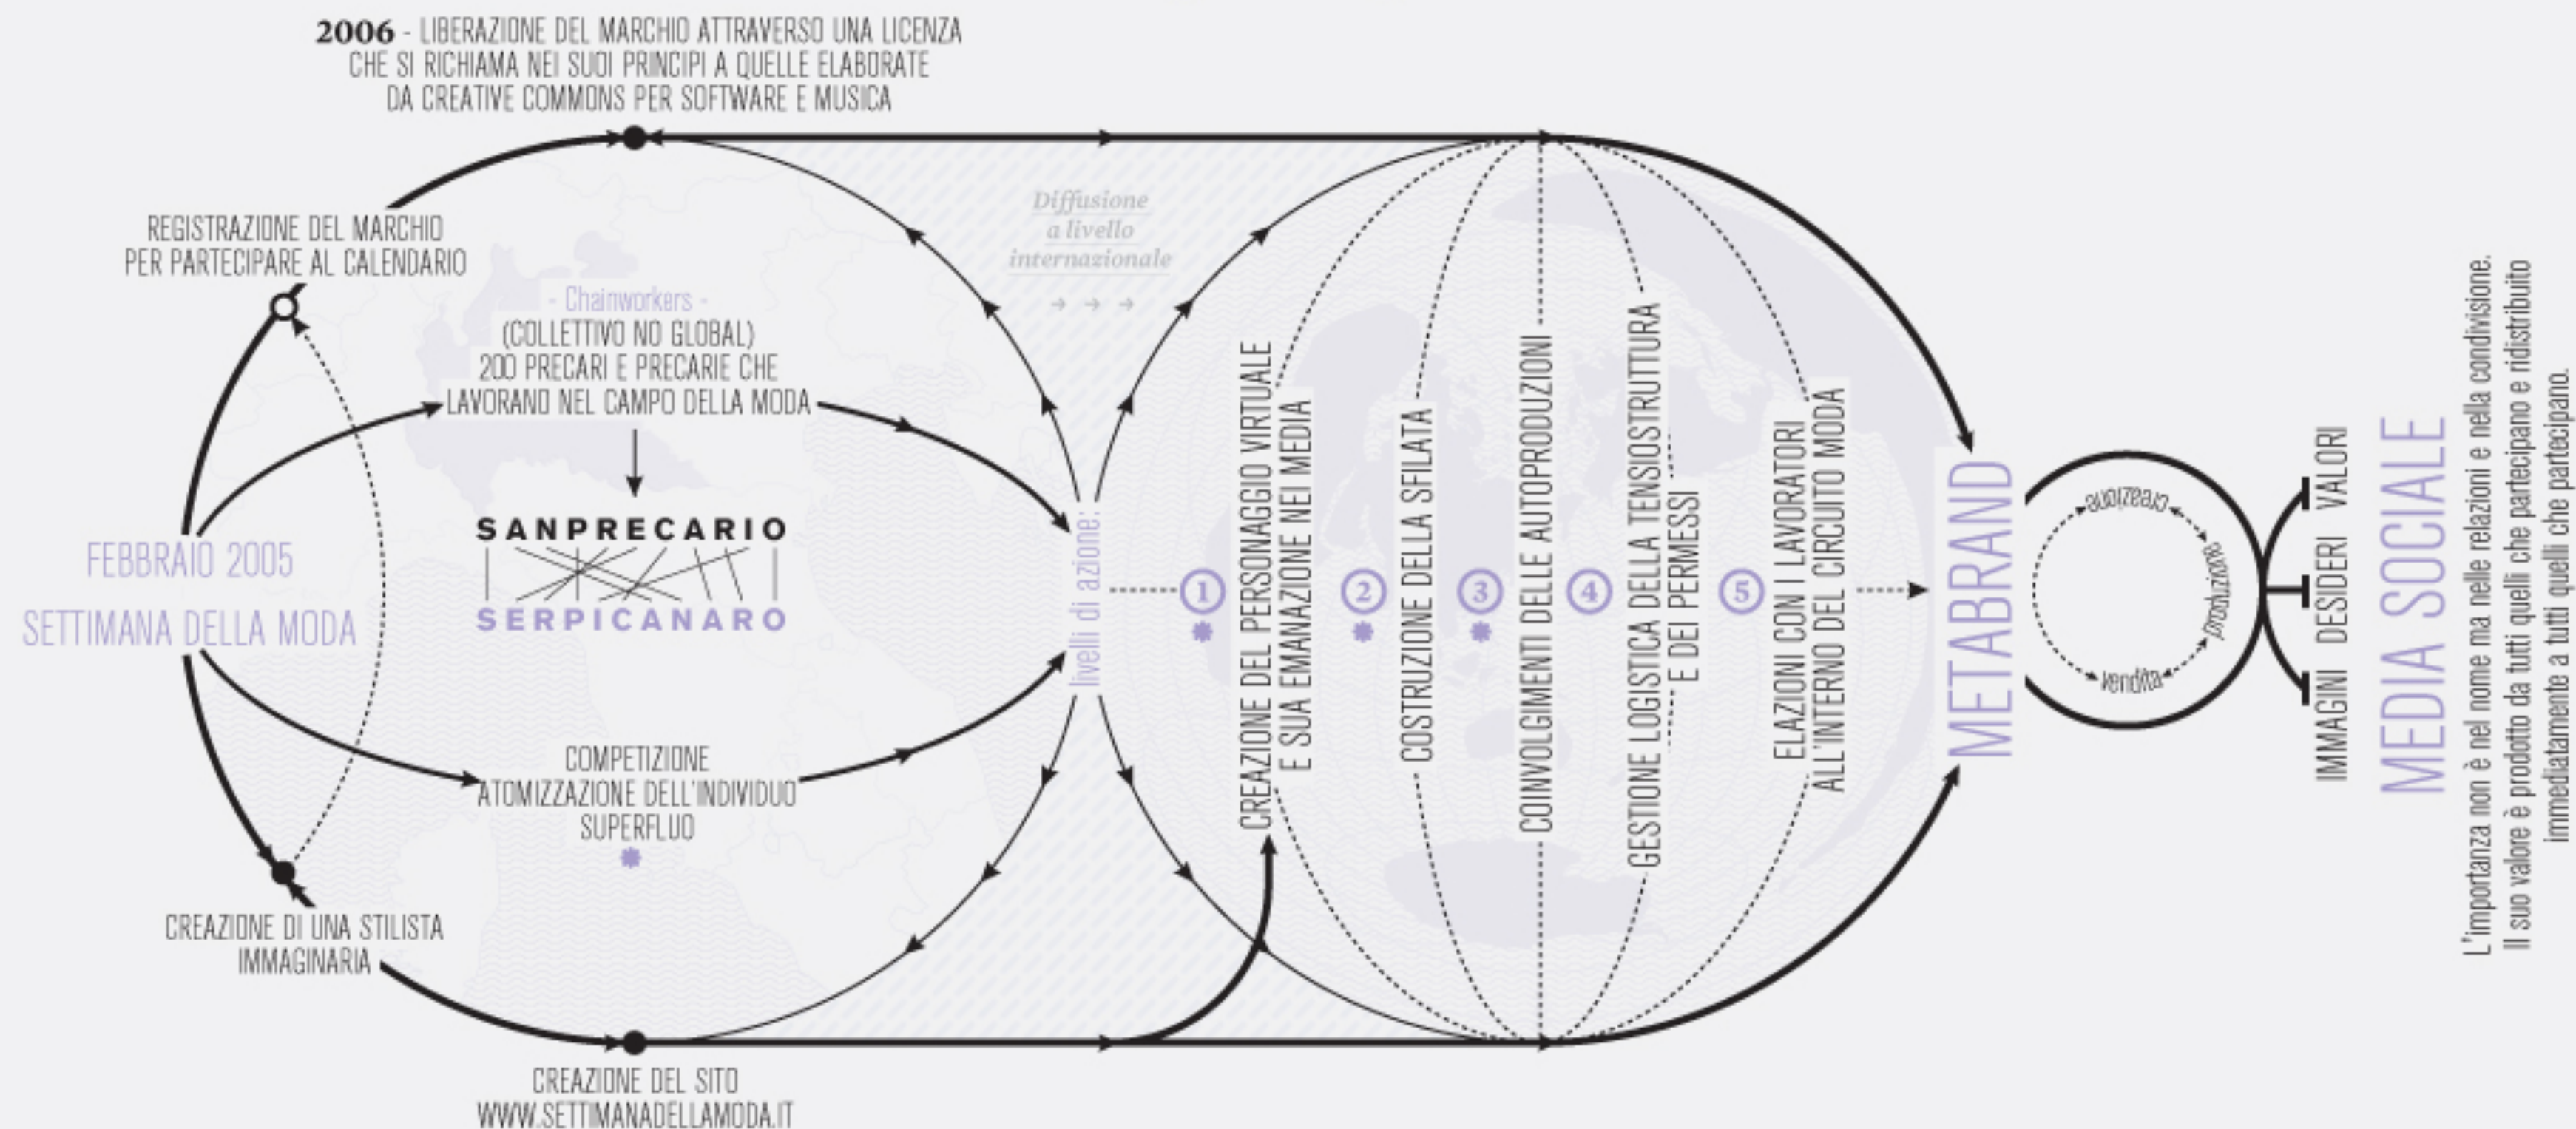 2006 - LIBERAZIONE DEL MARCHIO ATTRAVERSO UNA LICENZA
CHE SI RICHIAMA NEI SUOI PRINCIPI A QUELLE ELABORATE
DA CREATIVE COMMONS PER SOFTWARE E MUSICA
REGISTRAZIONE DEL MARCHIO
PER PARTECIPARE AL CALENDARIO
- Chainworkers -
(COLLETTIVO NO GLOBAL)
200 PRECARI E PRECARIE CHE
LAVORANO NEL CAMPO DELLA MODA
SANPRECARIO
SERPICANARO
FEBBRAIO 2005
SETTIMANA DELLA MODA
COMPETIZIONE
ATOMIZZAZIONE DELL'INDIVIDUO
SUPERFLUO
CREAZIONE DI UNA STILISTA
IMMAGINARIA
CREAZIONE DEL SITO
WWW.SETTIMANADELLAMODA.IT
Diffusione
a livello
internazionale
livelli di azione:
1
CREAZIONE DEL PERSONAGGIO VIRTUALE
E SUA EMANAZIONE NEI MEDIA
2
COSTRUZIONE DELLA SFILATA
3
COINVOLGIMENTI DELLE AUTOPRODUZIONI
4
GESTIONE LOGISTICA DELLA TENSIOSTRUTTURA
E DEI PERMESSI
5
ELAZIONI CON I LAVORATORI
ALL'INTERNO DEL CIRCUITO MODA
METABRAND
creazione
produzione
vendita
IMMAGINI DESIDERI VALORI
MEDIA SOCIALE
L'importanza non è nel nome ma nelle relazioni e nella condivisione.
Il suo valore è prodotto da tutti quelli che partecipano e ridistribuito
immediatamente a tutti quelli che partecipano.